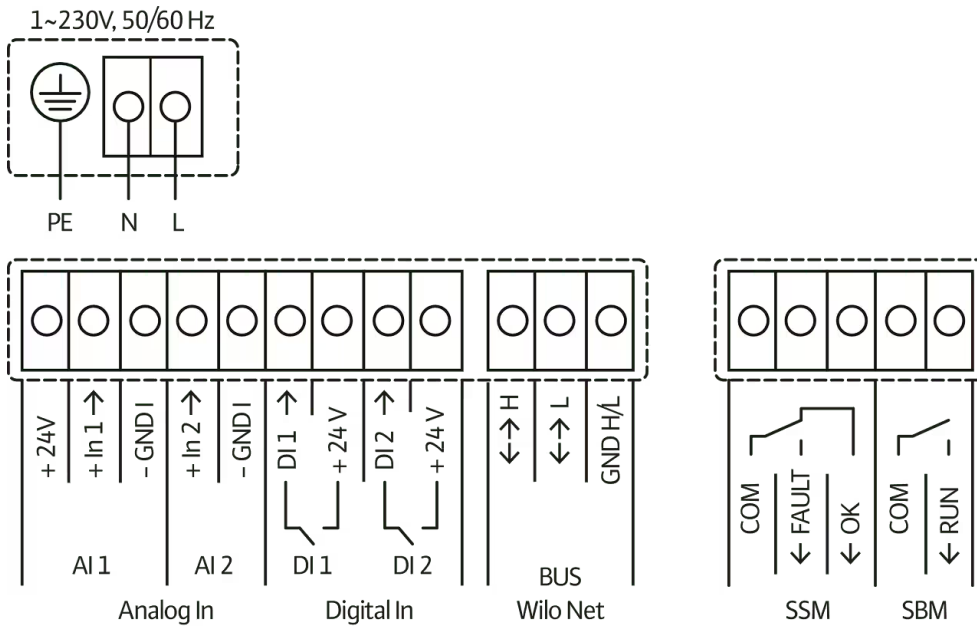 1~230V, 50/60 Hz
PE N L
+ 24V
+ In 1 →
- GND I
+ In 2 →
- GND I
DI 1 →
+ 24 V
DI 2 →
+ 24 V
H
L
GND H/L
COM
FAULT
OK
COM
RUN
AI 1 AI 2 DI 1 DI 2
BUS
Analog In Digital In Wilo Net SSM SBM